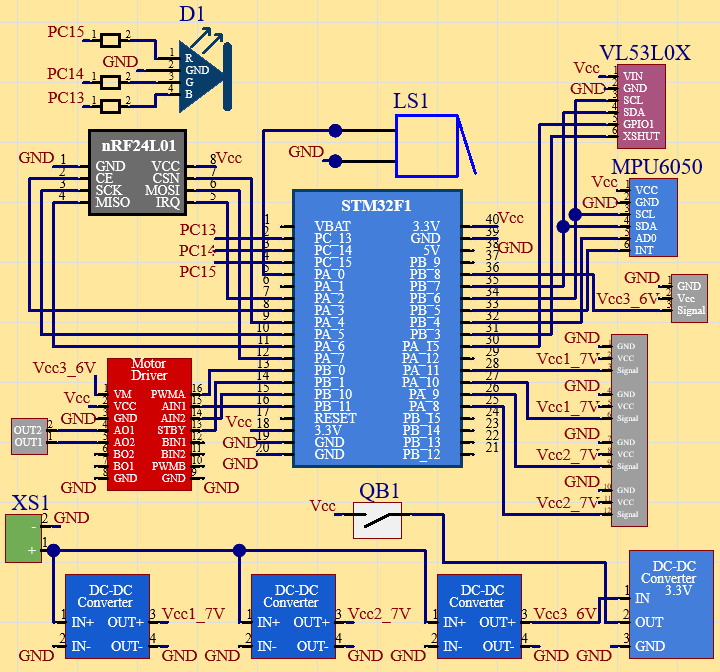 D1
PC15 1 2
GND
PC14 1 2
PC13 1 2
1 R
2 GND
3 G
4 B
VL53L0X
Vcc 1 VIN
GND 2 GND
3 SCL
4 SDA
5 GPIO1
6 XSHUT
LS1
GND
nRF24L01
GND 1 GND VCC 8 Vcc
2 CE CSN 7
3 SCK MOSI 6
4 MISO IRQ 5
MPU6050
Vcc 1 VCC
GND 2 GND
3 SCL
4 SDA
5 AD0
6 INT
STM32F1
1 VBAT 3.3V 40 Vcc
PC13 2 PC_13 GND 39
PC14 3 PC_14 5V 38 GND
PC15 4 PC_15 PB_9 37
5 PA_0 PB_8 36
6 PA_1 PB_7 35
7 PA_2 PB_6 34
8 PA_3 PB_5 33
9 PA_4 PB_4 32
10 PA_5 PB_3 31
11 PA_6 PA_15 30
12 PA_7 PA_12 29
13 PB_0 PA_11 28
14 PB_1 PA_10 27
15 PB_10 PA_9 26
16 PB_11 PA_8 25
17 RESET PB_15 24
Vcc 18 3.3V PB_14 23
GND 19 GND PB_13 22
GND 20 GND PB_12 21
GND 1 GND
Vcc3_6V 2 Vcc
3 Signal
GND 1 GND
Vcc1_7V 2 VCC
3 Signal
GND 4 GND
Vcc1_7V 5 VCC
6 Signal
GND 7 GND
Vcc2_7V 8 VCC
9 Signal
GND 10 GND
Vcc2_7V 11 VCC
12 Signal
Motor
Driver
Vcc3_6V 1 VM PWMA 16
Vcc 2 VCC AIN1 15
GND 3 GND AIN2 14
4 AO1 STBY 13
5 AO2 BIN1 12
6 BO2 BIN2 11
7 BO1 PWMB 10
GND 8 GND GND 9 GND
OUT2
OUT1
QB1
Vcc
XS1
- 2 GND
+ 1
DC-DC
Converter
1 IN+ OUT+ 3 Vcc1_7V
GND 2 IN- OUT- 4 GND
DC-DC
Converter
1 IN+ OUT+ 3 Vcc2_7V
GND 2 IN- OUT- 4 GND
DC-DC
Converter
1 IN+ OUT+ 3 Vcc3_6V
GND 2 IN- OUT- 4 GND
DC-DC
Converter
3.3V
1 IN
2 OUT
GND 3 GND